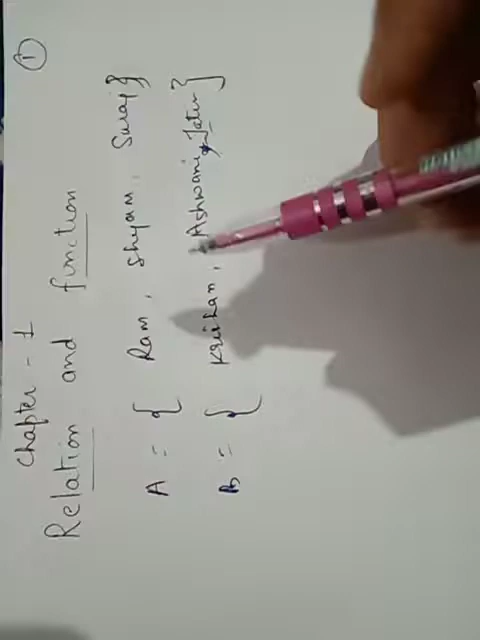 ①
Chapter - 1
Relation and function
A = { Ram, Shyam, Suraj }
B = { Krishan, Ashwani, Jatin }